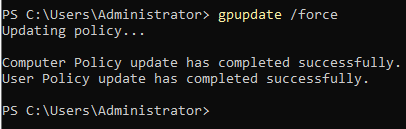 PS C:\Users\Administrator> gpupdate /force
Updating policy...
Computer Policy update has completed successfully.
User Policy update has completed successfully.
PS C:\Users\Administrator>